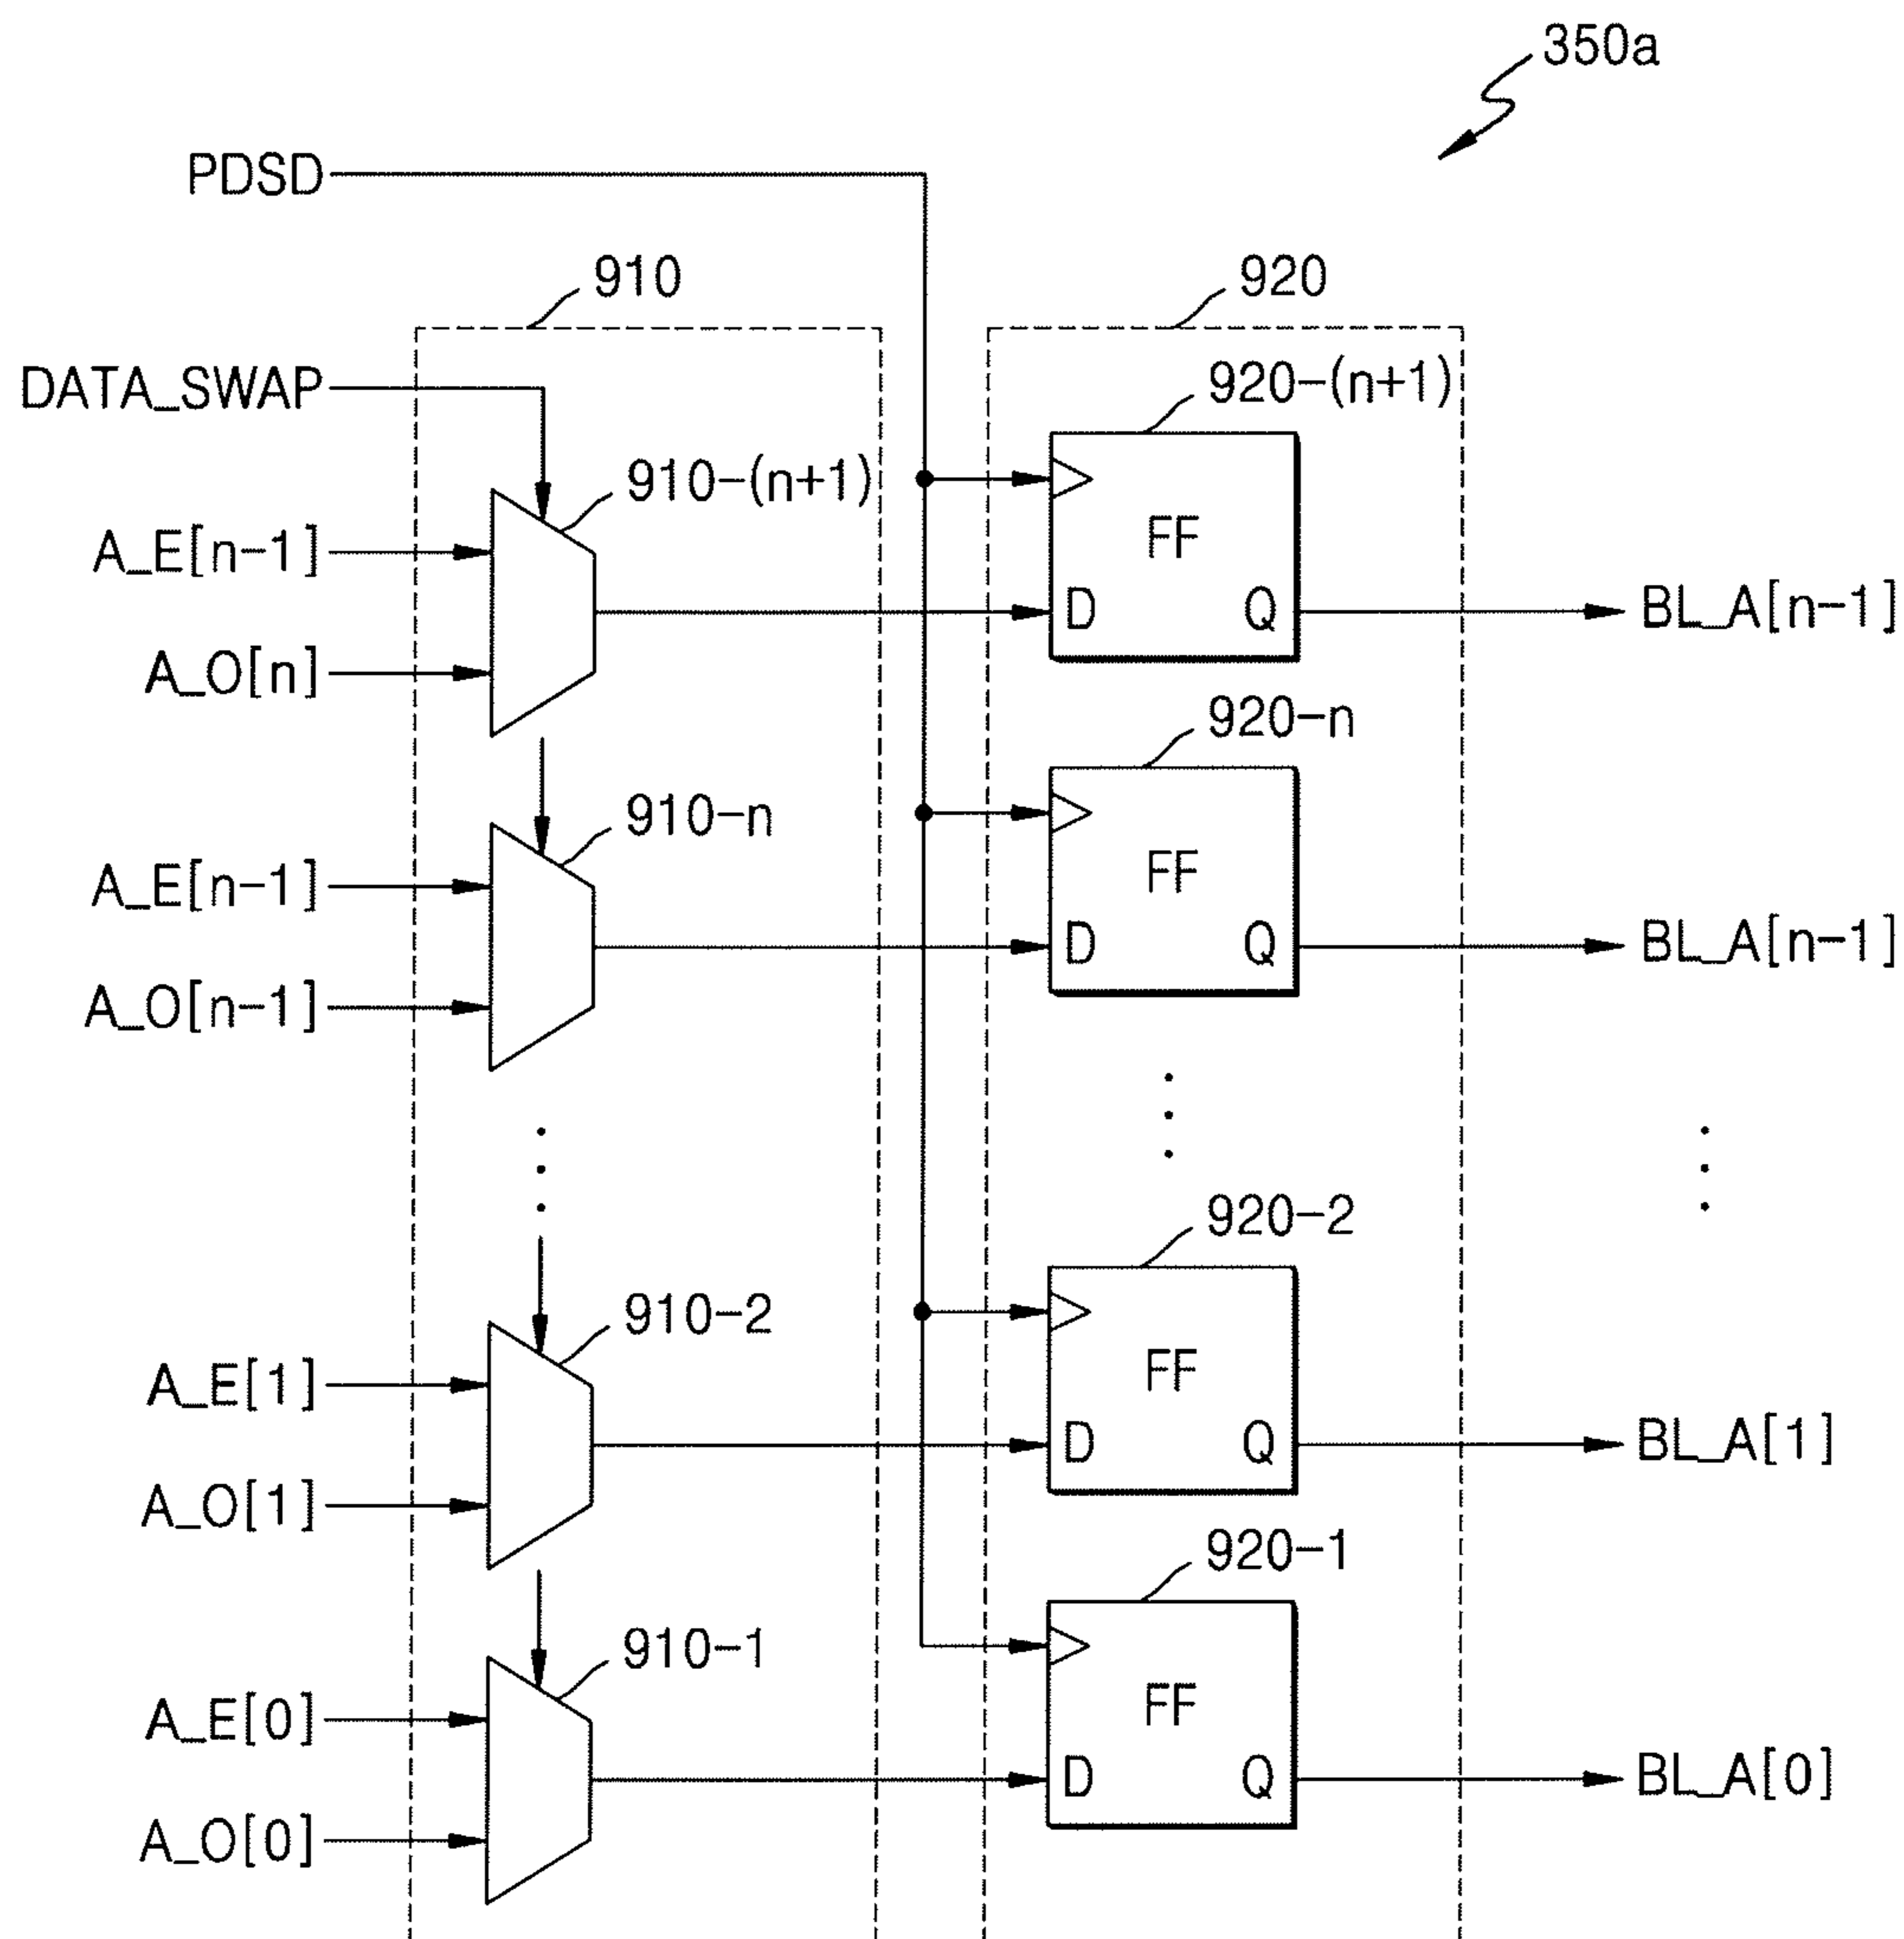 350a
PDSD
910
920
DATA_SWAP
920-(n+1)
910-(n+1)
A_E[n-1]
FF
D
Q
BL_A[n-1]
A_O[n]
920-n
910-n
A_E[n-1]
FF
D
Q
BL_A[n-1]
A_O[n-1]
920-2
910-2
A_E[1]
FF
D
Q
BL_A[1]
A_O[1]
920-1
910-1
A_E[0]
FF
D
Q
BL_A[0]
A_O[0]